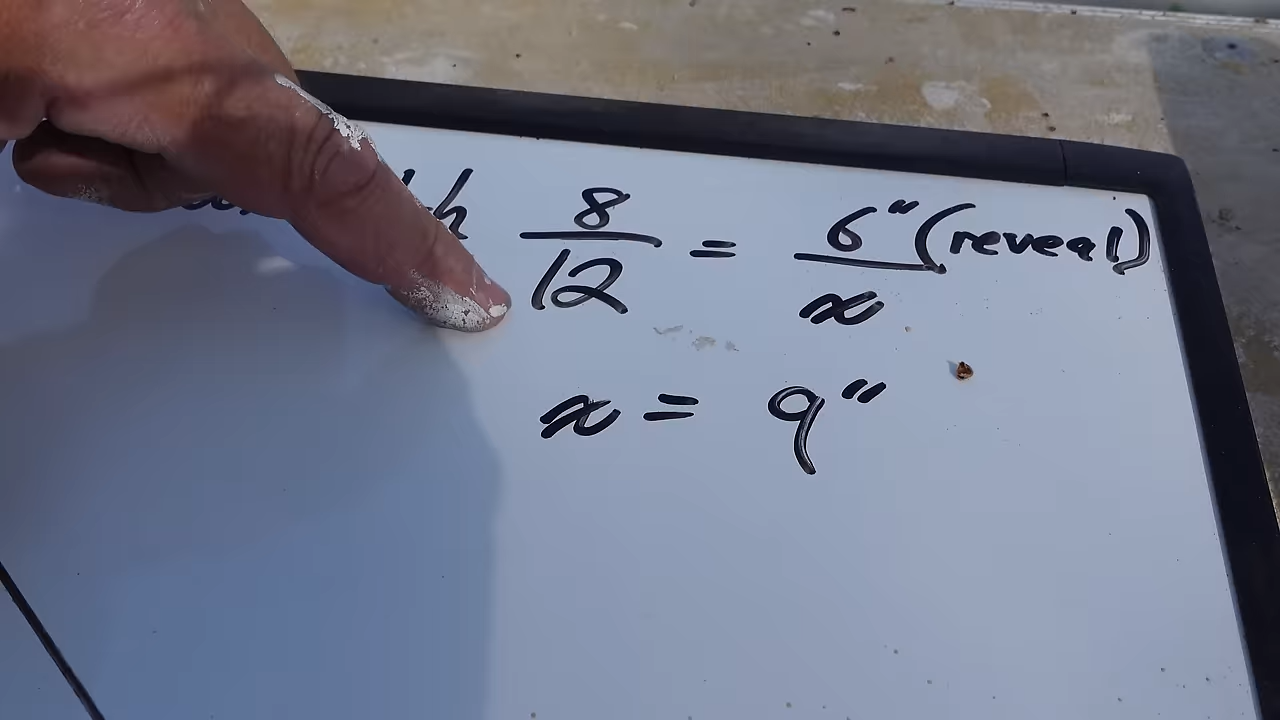 8/12 = 6" (reveal)
x
x = 9"